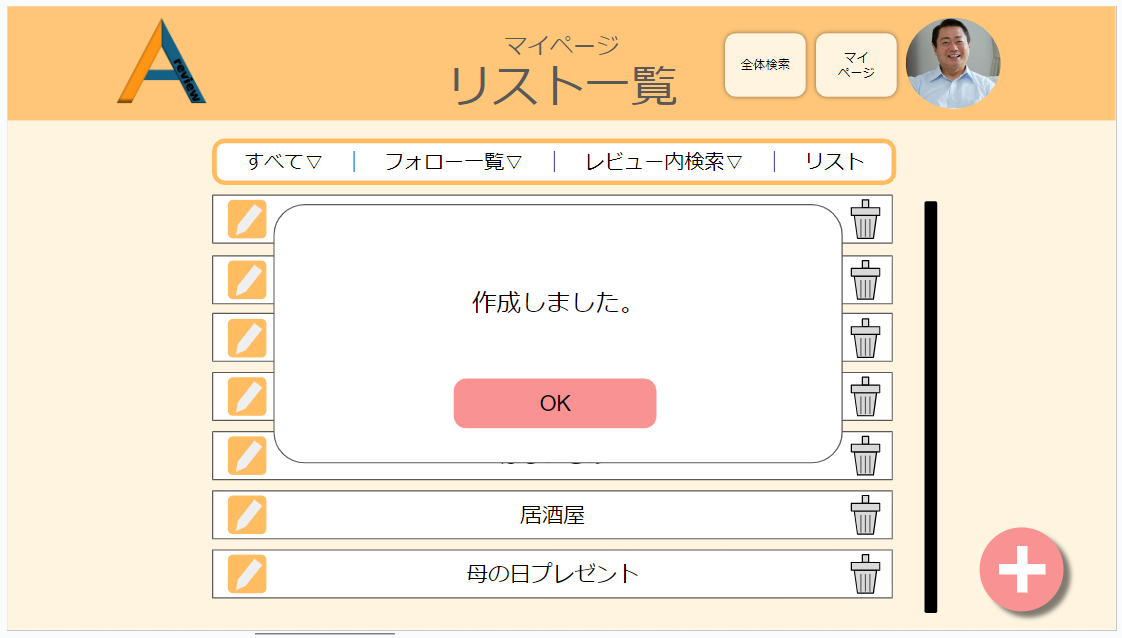 A review
マイページ
リスト一覧
全体検索
マイ
ページ
すべて▽ | フォロー一覧▽ | レビュー内検索▽ | リスト
作成しました。
OK
居酒屋
母の日プレゼント